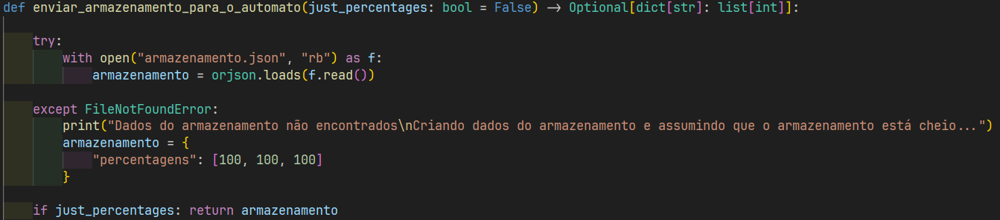 def enviar_armazenamento_para_o_automato(just_percentages: bool = False) -> Optional[dict[str]: list[int]]:
try:
with open("armazenamento.json", "rb") as f:
armazenamento = orjson.loads(f.read())
except FileNotFoundError:
print("Dados do armazenamento não encontrados\nCriando dados do armazenamento e assumindo que o armazenamento está cheio...")
armazenamento = {
"percentagens": [100, 100, 100]
}
if just_percentages: return armazenamento